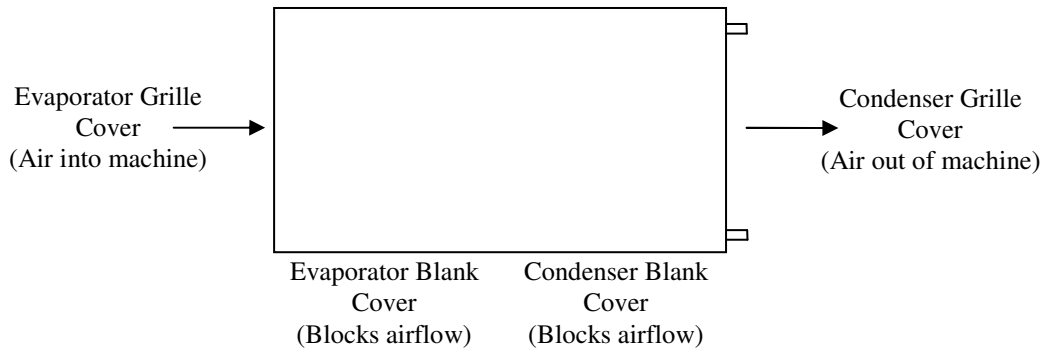 Evaporator Grille
Cover
(Air into machine)
Condenser Grille
Cover
(Air out of machine)
Evaporator Blank
Cover
(Blocks airflow)
Condenser Blank
Cover
(Blocks airflow)